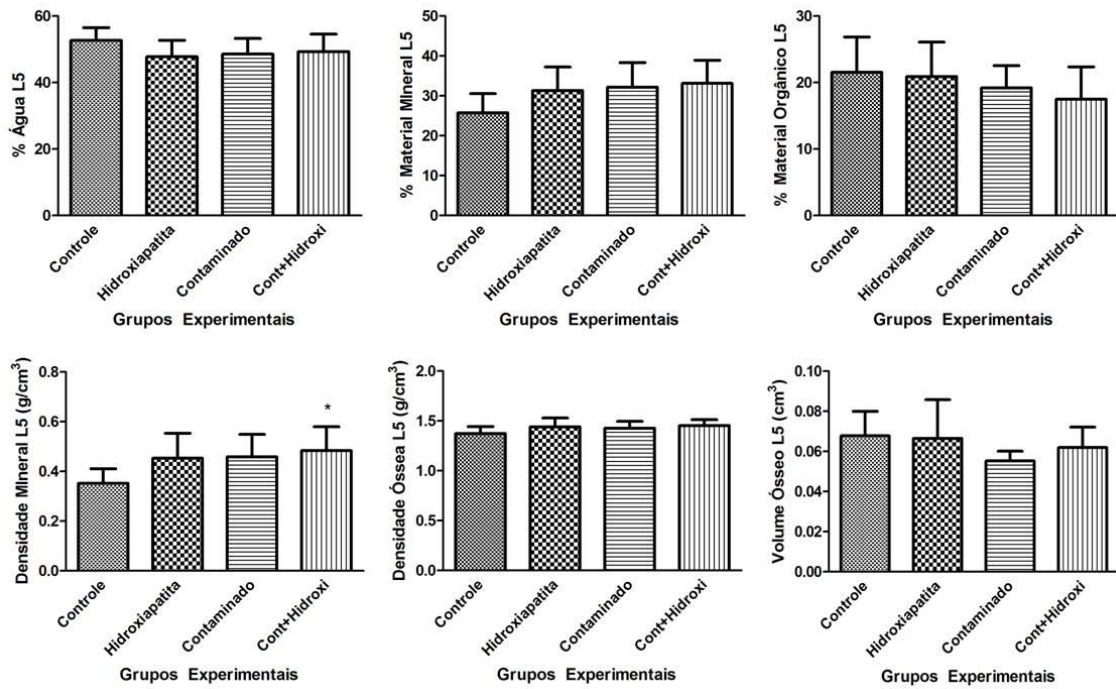 % Água L5
60
40
20
0
Controle
Hidroxiapatita
Contaminado
Cont+Hidroxi
Grupos Experimentais
% Material MIneral L5
50
40
30
20
10
0
Controle
Hidroxiapatita
Contaminado
Cont+Hidroxi
Grupos Experimentais
% Material Orgânico L5
30
20
10
0
Controle
Hidroxiapatita
Contaminado
Cont+Hidroxi
Grupos Experimentais
Densidade MIneral L5 (g/cm³)
0.8
0.6
0.4
0.2
0.0
*
Controle
Hidroxiapatita
Contaminado
Cont+Hidroxi
Grupos Experimentais
Densidade Óssea L5 (g/cm³)
2.0
1.5
1.0
0.5
0.0
Controle
Hidroxiapatita
Contaminado
Cont+Hidroxi
Grupos Experimentais
Volume Ósseo L5 (cm³)
0.10
0.08
0.06
0.04
0.02
0.00
Controle
Hidroxiapatita
Contaminado
Cont+Hidroxi
Grupos Experimentais